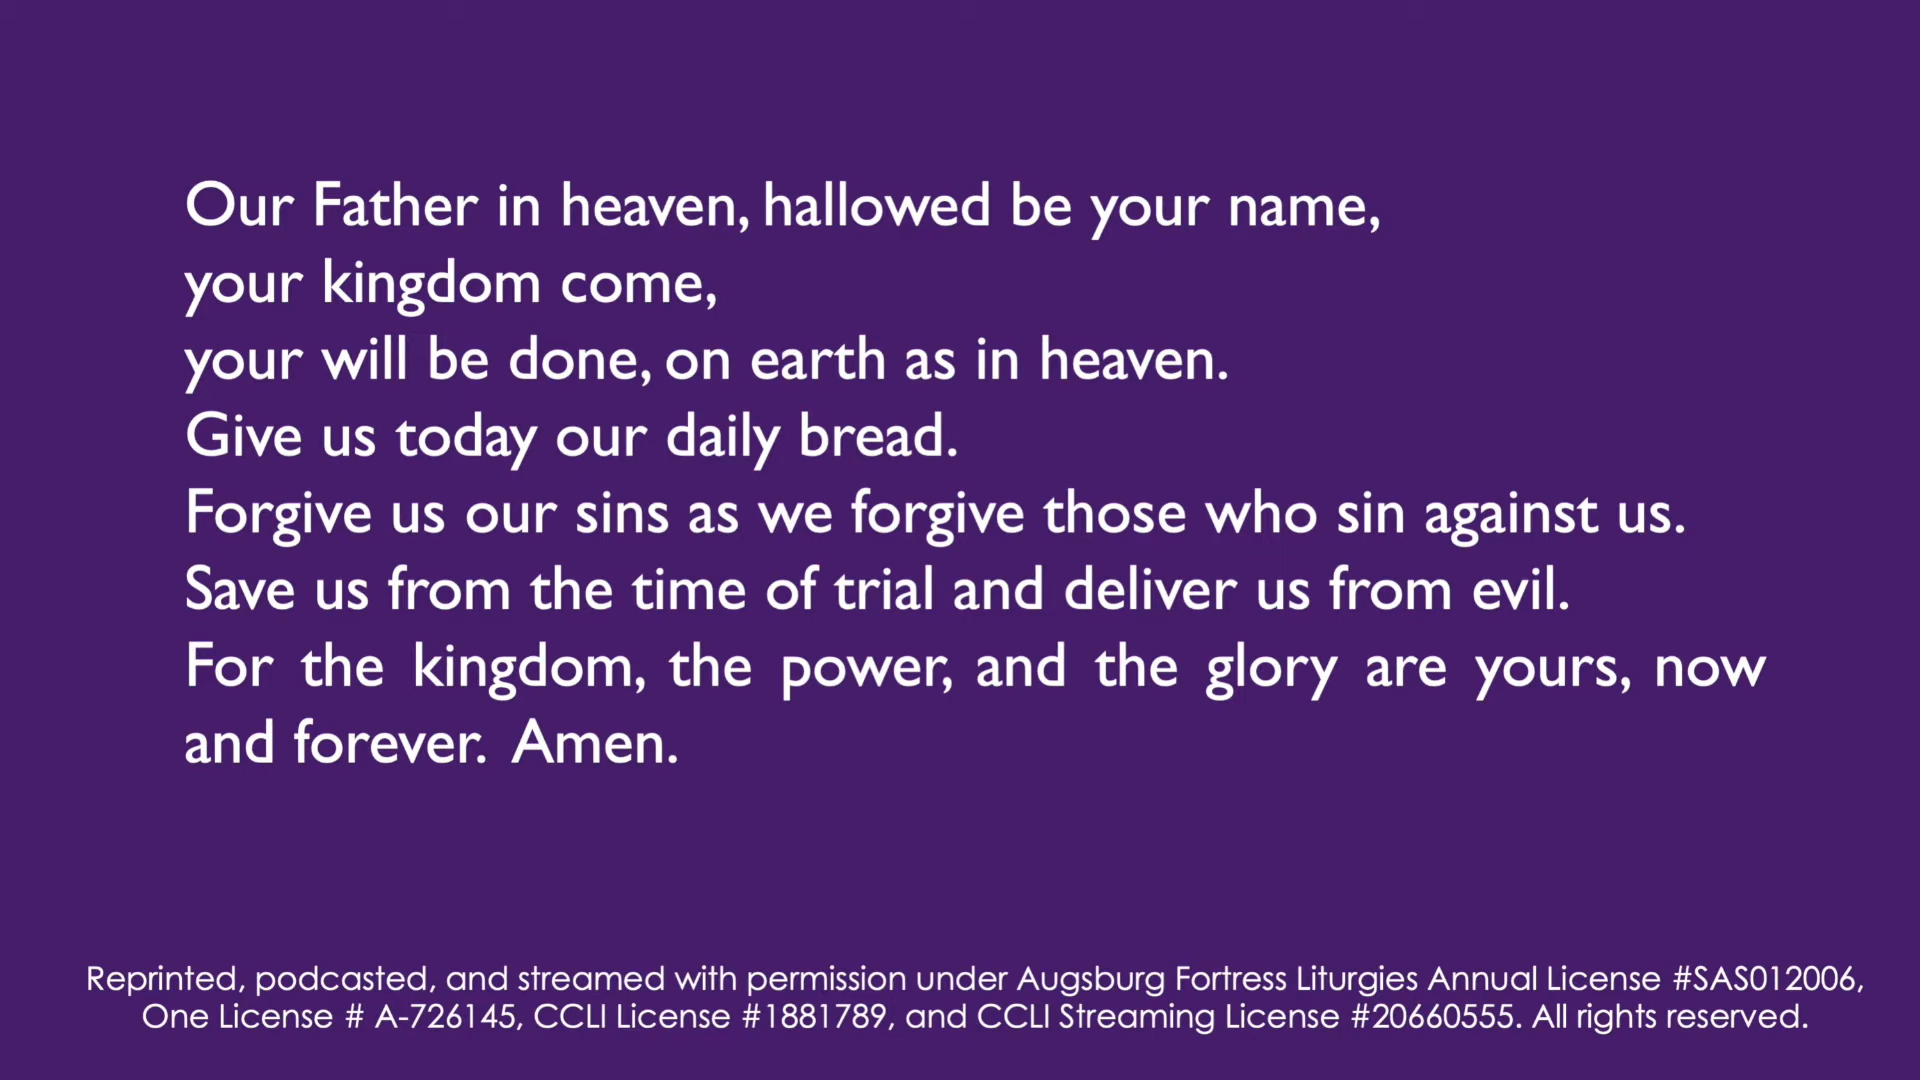 Our Father in heaven, hallowed be your name,
your kingdom come,
your will be done, on earth as in heaven.
Give us today our daily bread.
Forgive us our sins as we forgive those who sin against us.
Save us from the time of trial and deliver us from evil.
For the kingdom, the power, and the glory are yours, now
and forever.  Amen.
Reprinted, podcasted, and streamed with permission under Augsburg Fortress Liturgies Annual License #SAS012006,
One License # A-726145, CCLI License #1881789, and CCLI Streaming License #20660555. All rights reserved.